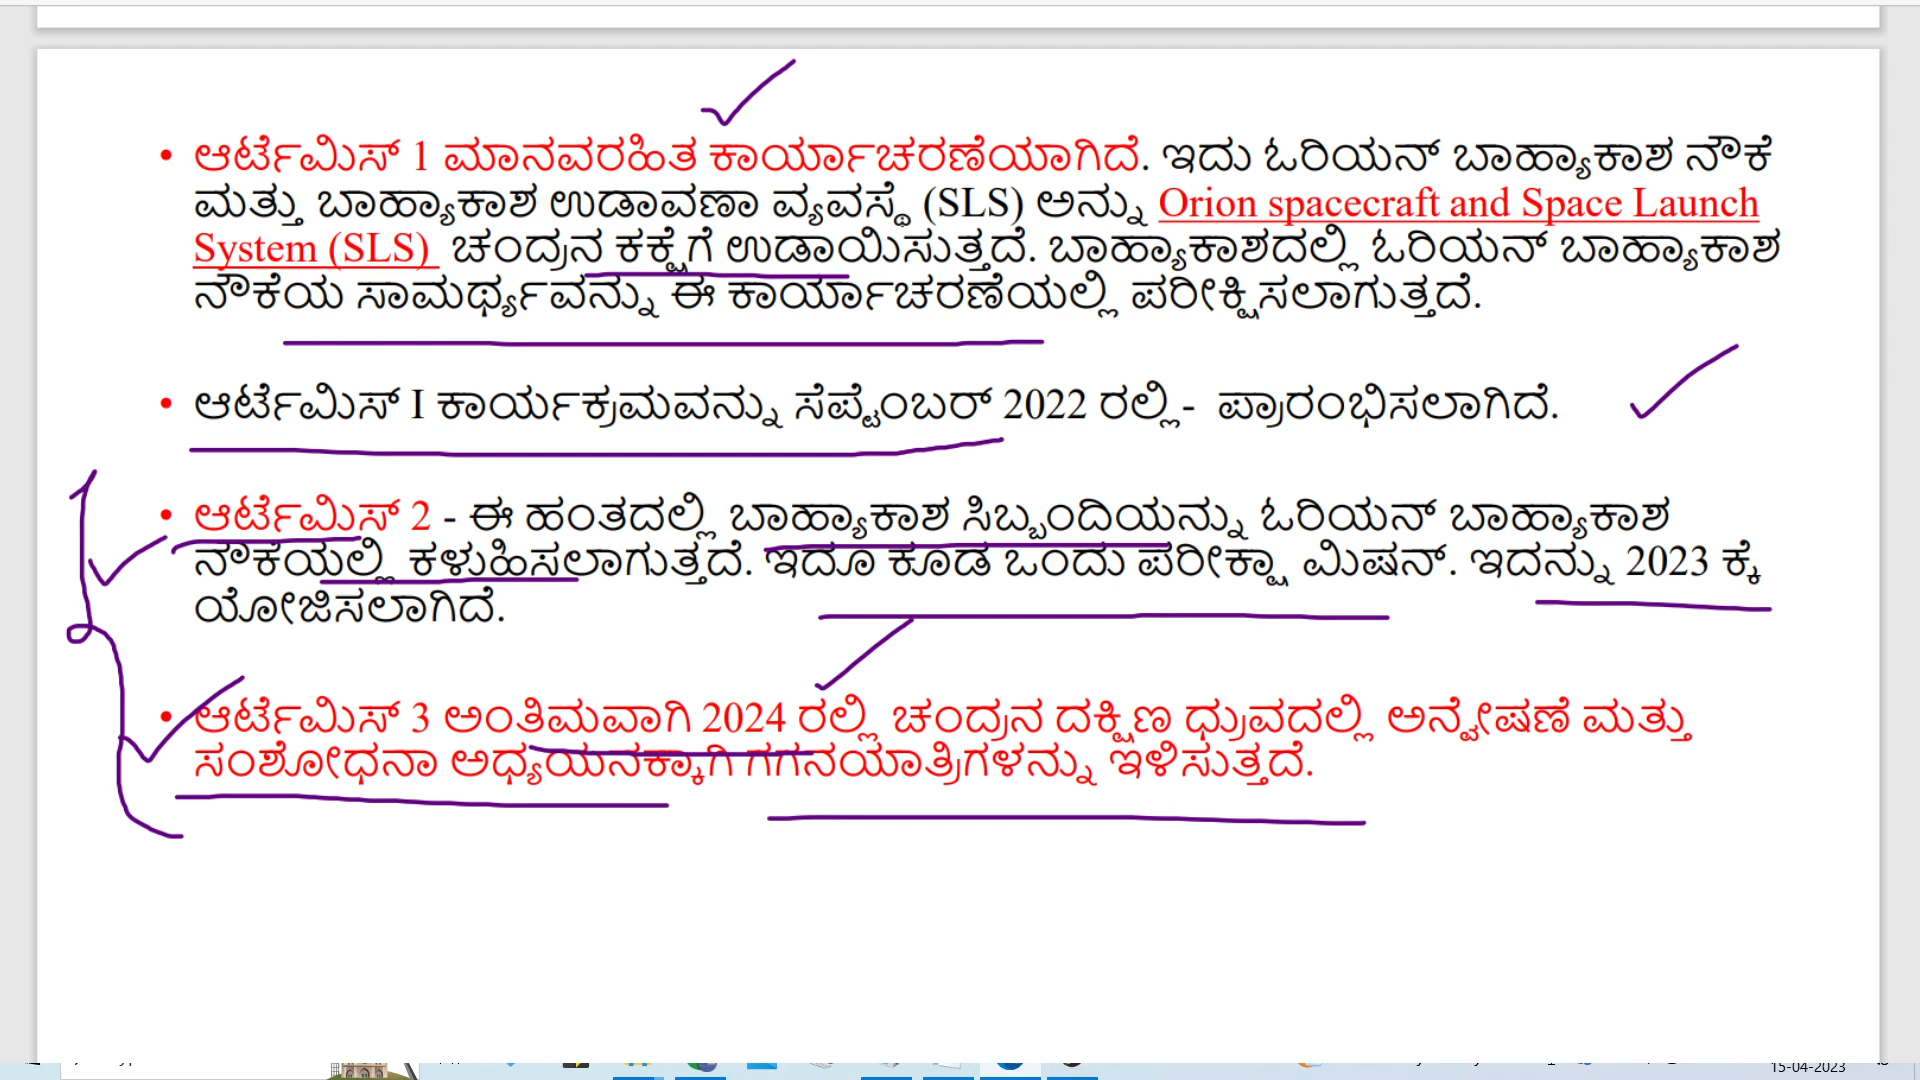 • ಆರ್ಟೆಮಿಸ್ 1 ಮಾನವರಹಿತ ಕಾರ್ಯಾಚರಣೆಯಾಗಿದೆ. ಇದು ಓರಿಯನ್ ಬಾಹ್ಯಾಕಾಶ ನೌಕೆ
ಮತ್ತು ಬಾಹ್ಯಾಕಾಶ ಉಡಾವಣಾ ವ್ಯವಸ್ಥೆ (SLS) ಅನ್ನು Orion spacecraft and Space Launch
System (SLS) ಚಂದ್ರನ ಕಕ್ಷೆಗೆ ಉಡಾಯಿಸುತ್ತದೆ. ಬಾಹ್ಯಾಕಾಶದಲ್ಲಿ ಓರಿಯನ್ ಬಾಹ್ಯಾಕಾಶ
ನೌಕೆಯ ಸಾಮರ್ಥ್ಯವನ್ನು ಈ ಕಾರ್ಯಾಚರಣೆಯಲ್ಲಿ ಪರೀಕ್ಷಿಸಲಾಗುತ್ತದೆ.
• ಆರ್ಟೆಮಿಸ್ I ಕಾರ್ಯಕ್ರಮವನ್ನು ಸೆಪ್ಟೆಂಬರ್ 2022 ರಲ್ಲಿ- ಪ್ರಾರಂಭಿಸಲಾಗಿದೆ.
• ಆರ್ಟೆಮಿಸ್ 2 - ಈ ಹಂತದಲ್ಲಿ ಬಾಹ್ಯಾಕಾಶ ಸಿಬ್ಬಂದಿಯನ್ನು ಓರಿಯನ್ ಬಾಹ್ಯಾಕಾಶ
ನೌಕೆಯಲ್ಲಿ ಕಳುಹಿಸಲಾಗುತ್ತದೆ. ಇದೂ ಕೂಡ ಒಂದು ಪರೀಕ್ಷಾ ಮಿಷನ್. ಇದನ್ನು 2023 ಕ್ಕೆ
ಯೋಜಿಸಲಾಗಿದೆ.
• ಆರ್ಟೆಮಿಸ್ 3 ಅಂತಿಮವಾಗಿ 2024 ರಲ್ಲಿ ಚಂದ್ರನ ದಕ್ಷಿಣ ಧ್ರುವದಲ್ಲಿ ಅನ್ವೇಷಣೆ ಮತ್ತು
ಸಂಶೋಧನಾ ಅಧ್ಯಯನಕ್ಕಾಗಿ ಗಗನಯಾತ್ರಿಗಳನ್ನು ಇಳಿಸುತ್ತದೆ.
15-04-2023